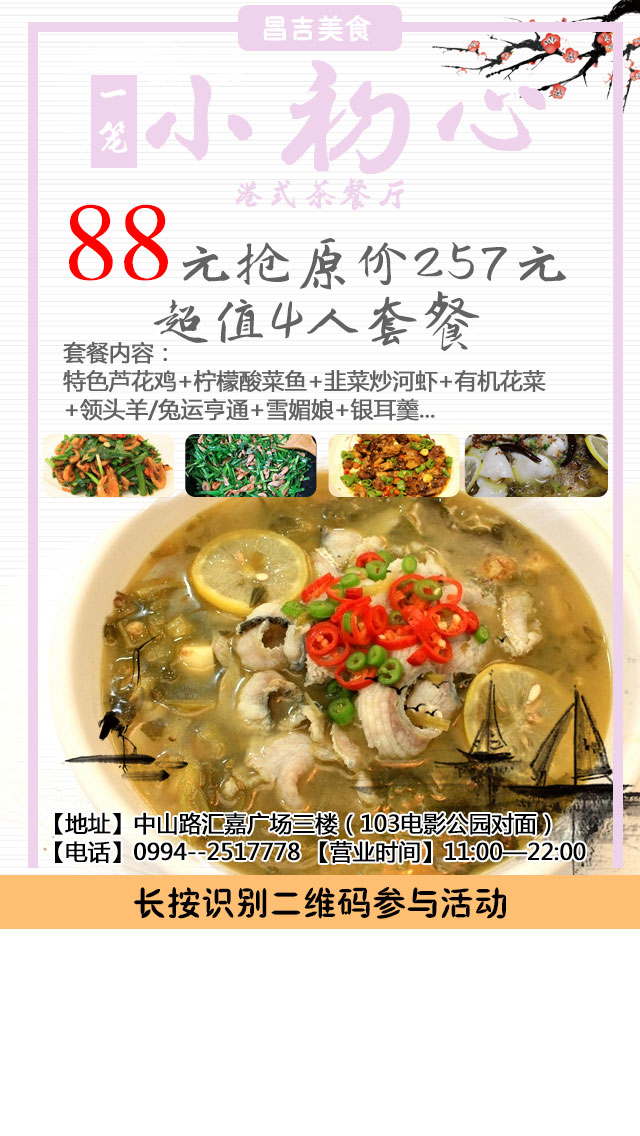 昌吉美食
一笼
小初心
港式茶餐厅
88元抢原价257元
超值4人套餐
套餐内容：
特色芦花鸡+柠檬酸菜鱼+韭菜炒河虾+有机花菜
+领头羊/兔运亨通+雪媚娘+银耳羹...
【地址】中山路汇嘉广场三楼（103电影公园对面）
【电话】0994--2517778 【营业时间】11:00—22:00
长按识别二维码参与活动